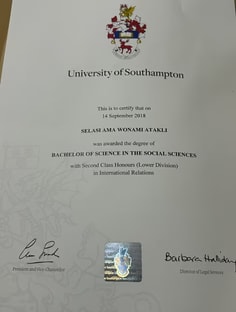 University of Southampton
This is to certify that on
14 September 2018
SELASI AMA WONAMI ATAKLI
was awarded the degree of
BACHELOR OF SCIENCE IN THE SOCIAL SCIENCES
with Second Class Honours (Lower Division)
in International Relations
Barbara Halliday
President and Vice-Chancellor
Director of Legal Services